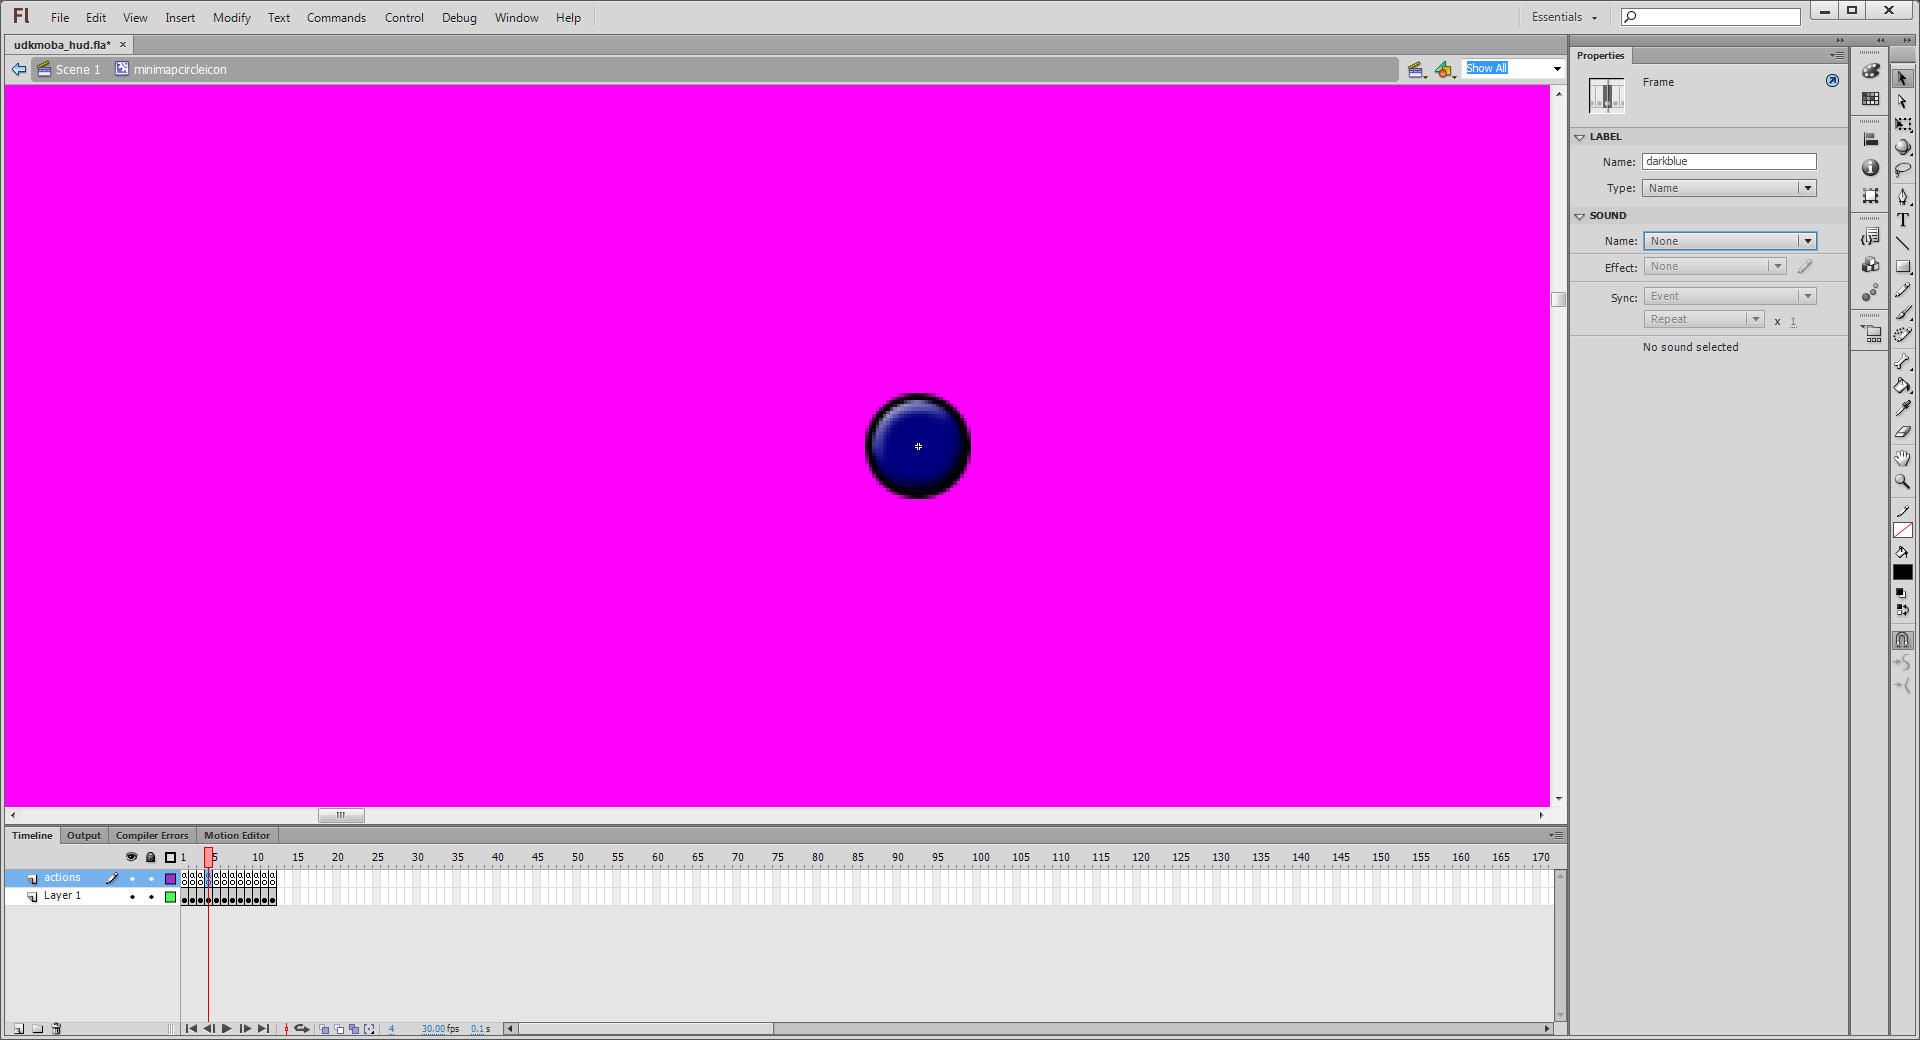 Fl File Edit View Insert Modify Text Commands Control Debug Window Help Essentials
udkmoba_hud.fla*
Scene 1 minimapcircleicon Show All
Properties
Frame
LABEL
Name: darkblue
Type: Name
SOUND
Name: None
Effect: None
Sync: Event
Repeat x 1
No sound selected
T
Timeline Output Compiler Errors Motion Editor
1 5 10 15 20 25 30 35 40 45 50 55 60 65 70 75 80 85 90 95 100 105 110 115 120 125 130 135 140 145 150 155 160 165 170
actions
Layer 1
4 30.00 fps 0.1 s